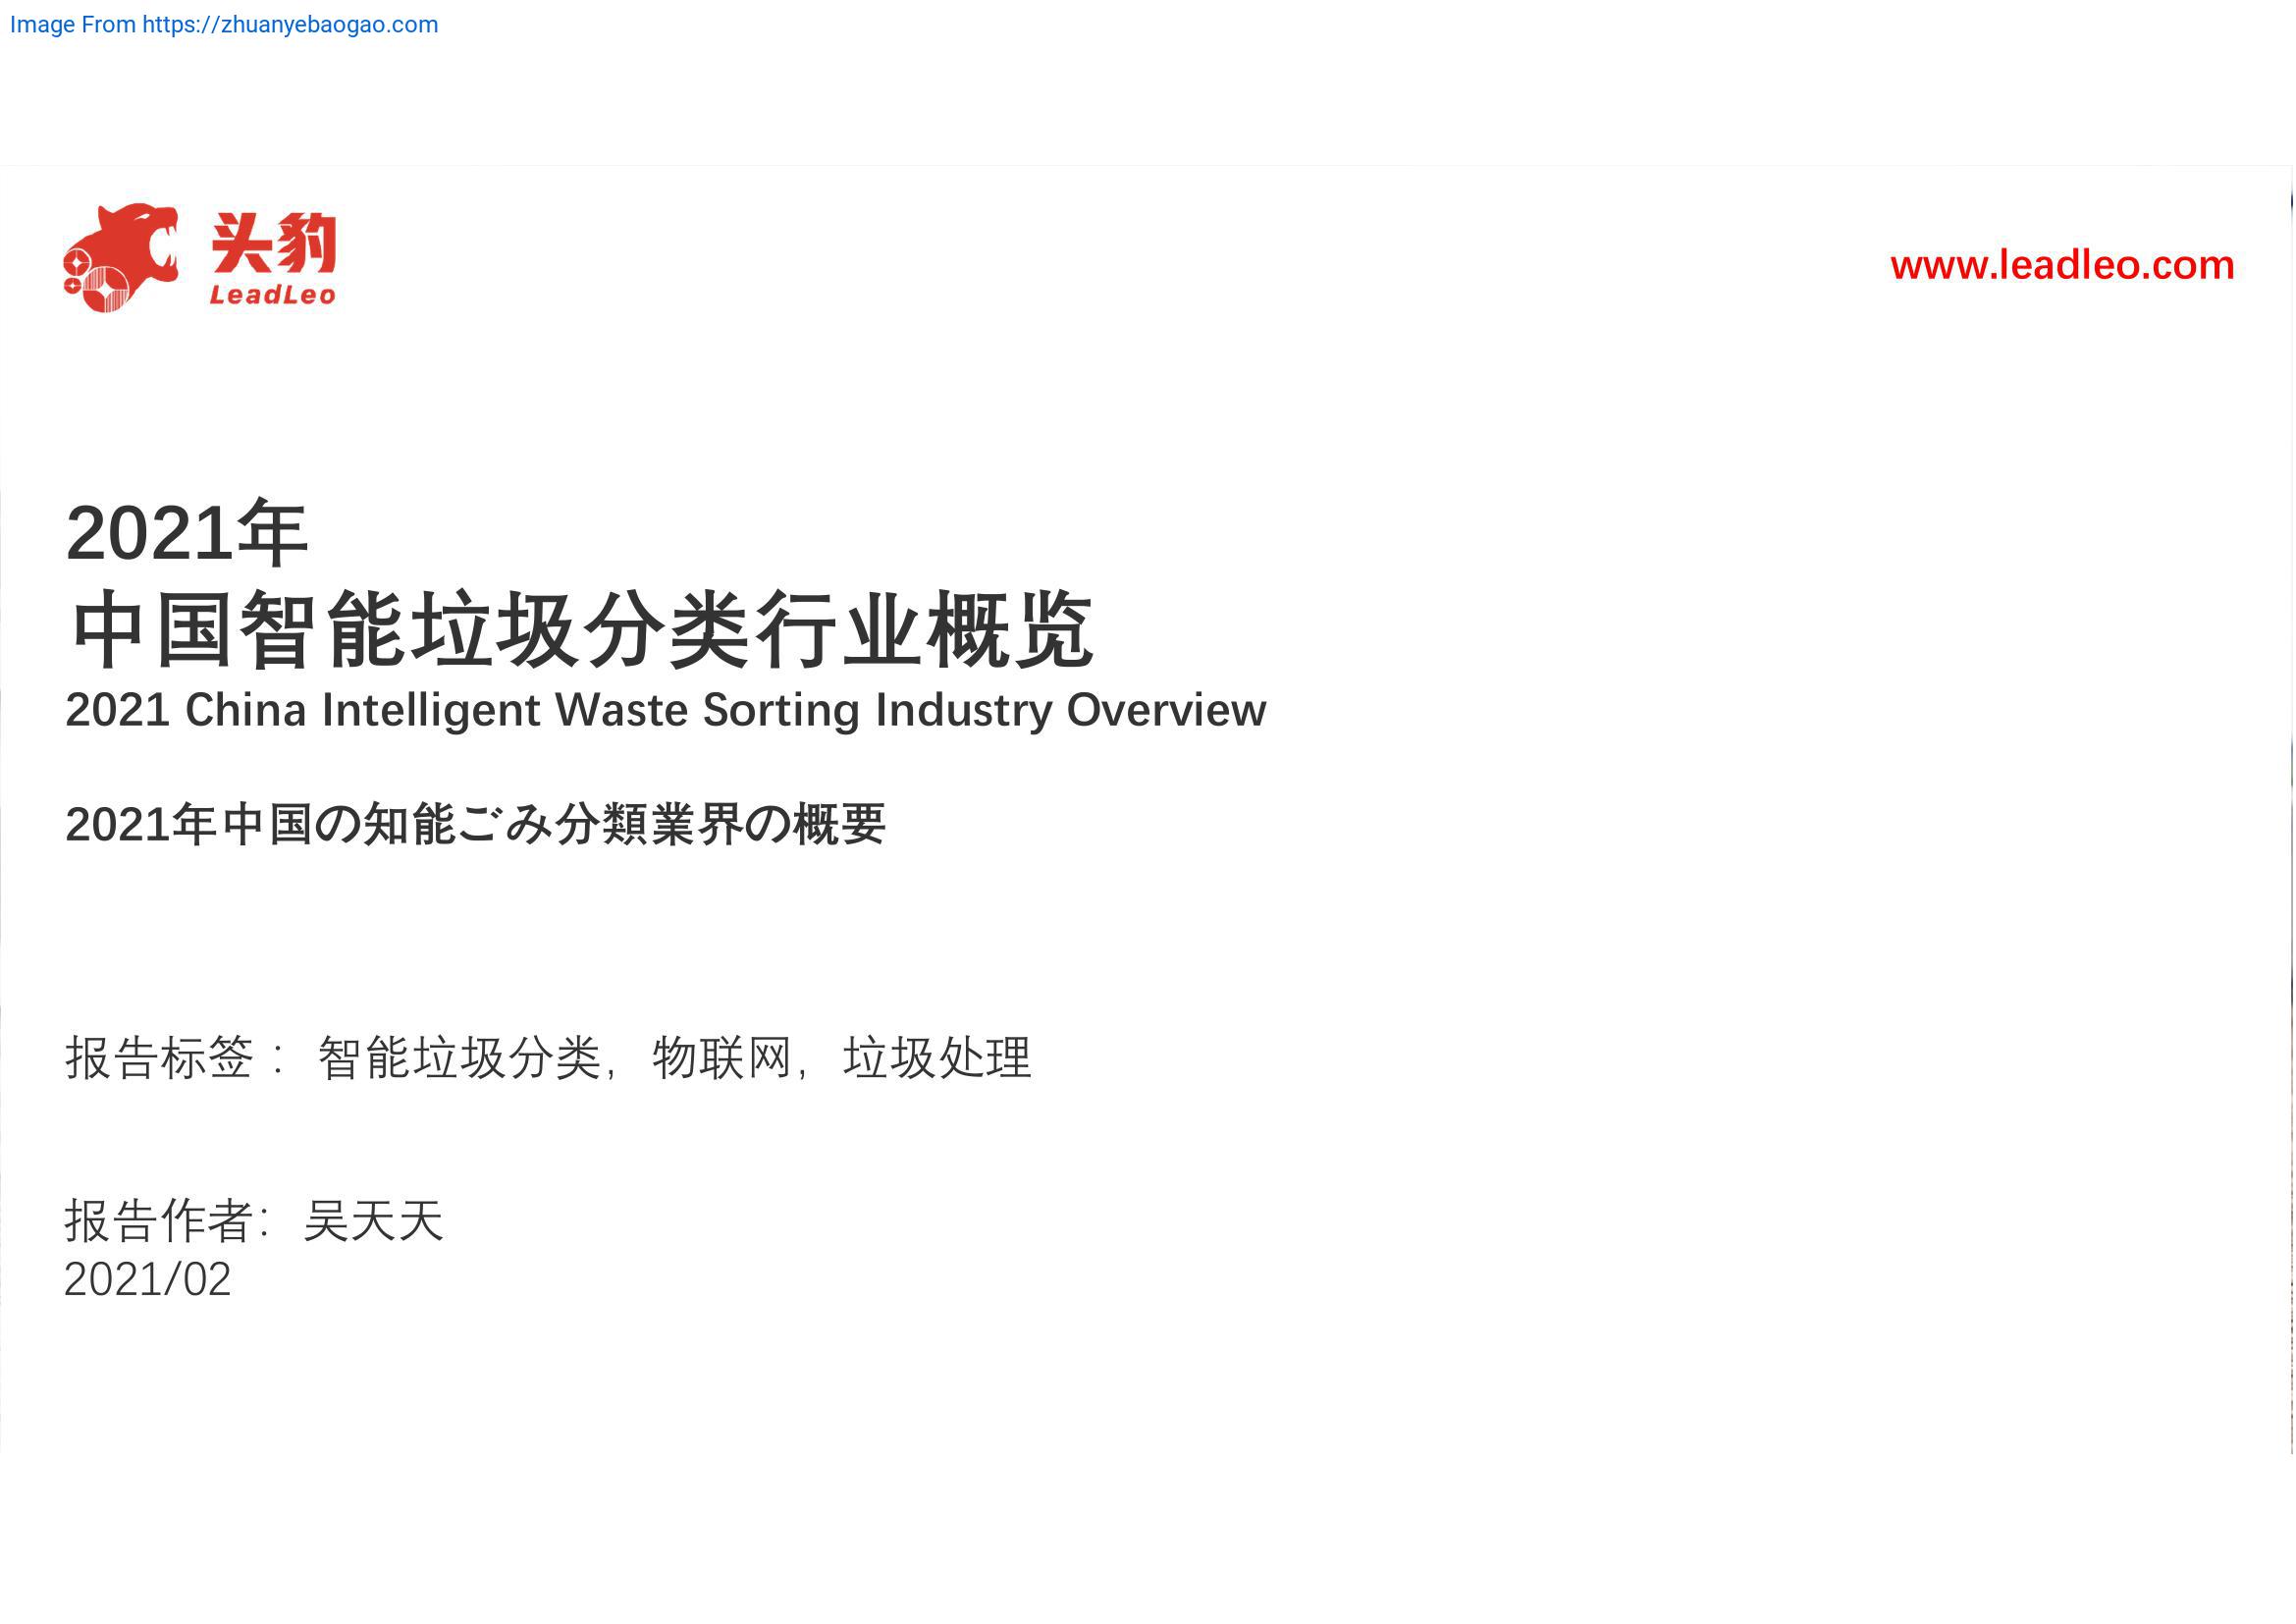 Image From https://zhuanyebaogao.com
头豹
LeadLeo
www.leadleo.com
2021年
中国智能垃圾分类行业概览
2021 China Intelligent Waste Sorting Industry Overview
2021年中国の知能ごみ分類業界の概要
报告标签：智能垃圾分类，物联网，垃圾处理
报告作者：吴天天
2021/02